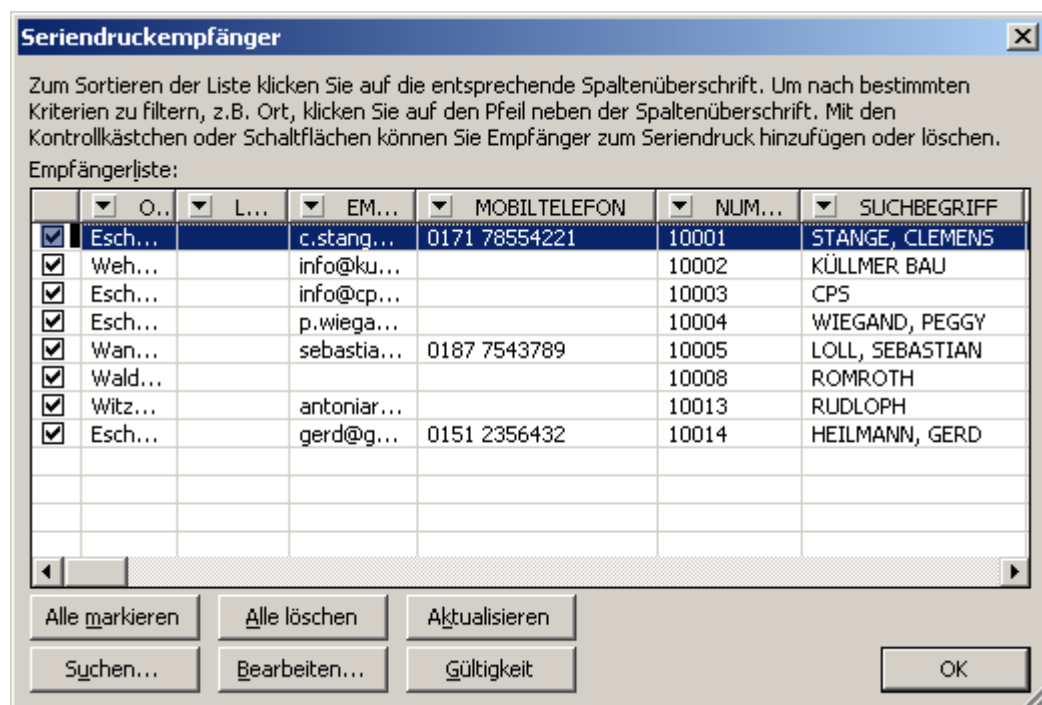 Seriendruckempfänger
Zum Sortieren der Liste klicken Sie auf die entsprechende Spaltenüberschrift. Um nach bestimmten
Kriterien zu filtern, z.B. Ort, klicken Sie auf den Pfeil neben der Spaltenüberschrift. Mit den
Kontrollkästchen oder Schaltflächen können Sie Empfänger zum Seriendruck hinzufügen oder löschen.
Empfängerliste:
O.. L... EM... MOBILTELEFON NUM... SUCHBEGRIFF
Esch... c.stang... 0171 78554221 10001 STANGE, CLEMENS
Weh... info@ku... 10002 KÜLLMER BAU
Esch... info@cp... 10003 CPS
Esch... p.wiega... 10004 WIEGAND, PEGGY
Wan... sebastia... 0187 7543789 10005 LOLL, SEBASTIAN
Wald... 10008 ROMROTH
Witz... antoniar... 10013 RUDLOPH
Esch... gerd@g... 0151 2356432 10014 HEILMANN, GERD
Alle markieren Alle löschen Aktualisieren
Suchen... Bearbeiten... Gültigkeit OK